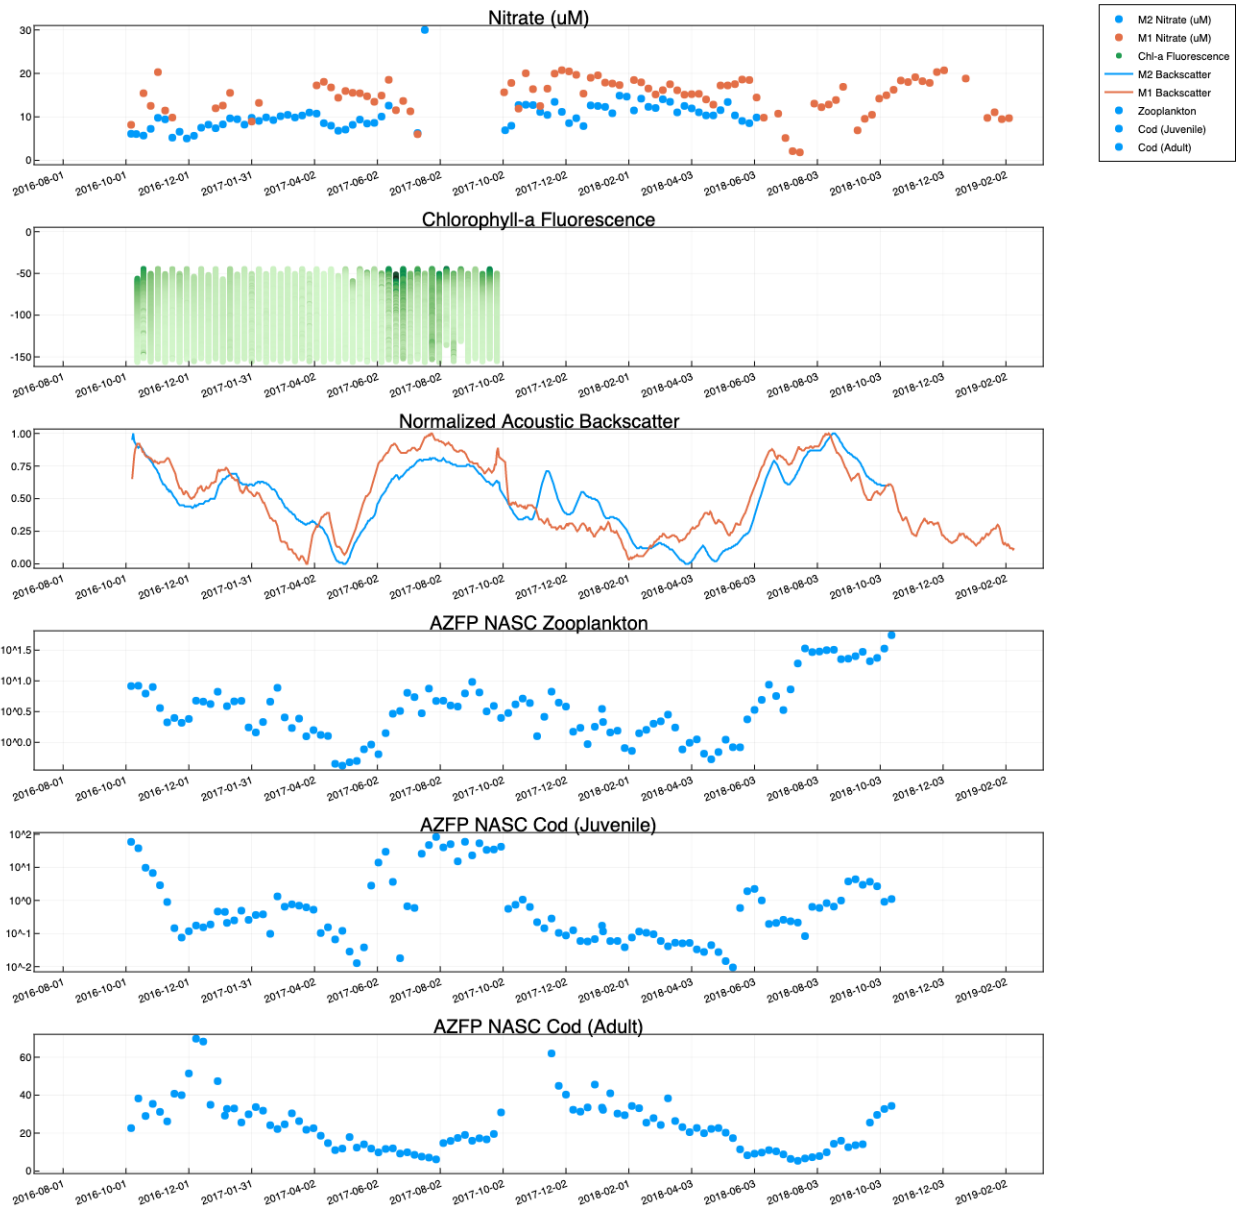 Nitrate (uM)
30
20
10
0
2016-08-01 2016-10-01 2016-12-01 2017-01-31 2017-04-02 2017-06-02 2017-08-02 2017-10-02 2017-12-02 2018-02-01 2018-04-03 2018-06-03 2018-08-03 2018-10-03 2018-12-03 2019-02-02
M2 Nitrate (uM)
M1 Nitrate (uM)
Chl-a Fluorescence
M2 Backscatter
M1 Backscatter
Zooplankton
Cod (Juvenile)
Cod (Adult)
Chlorophyll-a Fluorescence
0
-50
-100
-150
2016-08-01 2016-10-01 2016-12-01 2017-01-31 2017-04-02 2017-06-02 2017-08-02 2017-10-02 2017-12-02 2018-02-01 2018-04-03 2018-06-03 2018-08-03 2018-10-03 2018-12-03 2019-02-02
Normalized Acoustic Backscatter
1.00
0.75
0.50
0.25
0.00
2016-08-01 2016-10-01 2016-12-01 2017-01-31 2017-04-02 2017-06-02 2017-08-02 2017-10-02 2017-12-02 2018-02-01 2018-04-03 2018-06-03 2018-08-03 2018-10-03 2018-12-03 2019-02-02
AZFP NASC Zooplankton
10^1.5
10^1.0
10^0.5
10^0.0
2016-08-01 2016-10-01 2016-12-01 2017-01-31 2017-04-02 2017-06-02 2017-08-02 2017-10-02 2017-12-02 2018-02-01 2018-04-03 2018-06-03 2018-08-03 2018-10-03 2018-12-03 2019-02-02
AZFP NASC Cod (Juvenile)
10^2
10^1
10^0
10^-1
10^-2
2016-08-01 2016-10-01 2016-12-01 2017-01-31 2017-04-02 2017-06-02 2017-08-02 2017-10-02 2017-12-02 2018-02-01 2018-04-03 2018-06-03 2018-08-03 2018-10-03 2018-12-03 2019-02-02
AZFP NASC Cod (Adult)
60
40
20
0
2016-08-01 2016-10-01 2016-12-01 2017-01-31 2017-04-02 2017-06-02 2017-08-02 2017-10-02 2017-12-02 2018-02-01 2018-04-03 2018-06-03 2018-08-03 2018-10-03 2018-12-03 2019-02-02